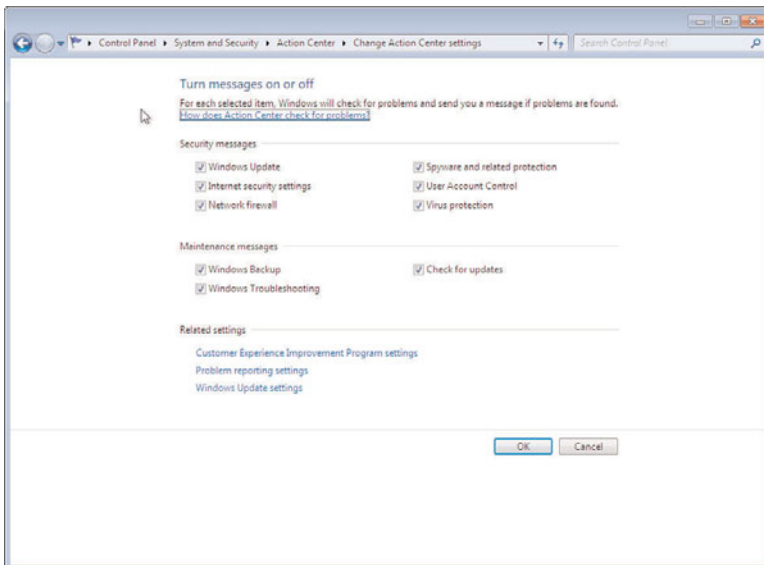 Control Panel ▸ System and Security ▸ Action Center ▸ Change Action Center settings
Search Control Panel
Turn messages on or off
For each selected item, Windows will check for problems and send you a message if problems are found.
How does Action Center check for problems?
Security messages
Windows Update
Spyware and related protection
Internet security settings
User Account Control
Network firewall
Virus protection
Maintenance messages
Windows Backup
Check for updates
Windows Troubleshooting
Related settings
Customer Experience Improvement Program settings
Problem reporting settings
Windows Update settings
OK
Cancel